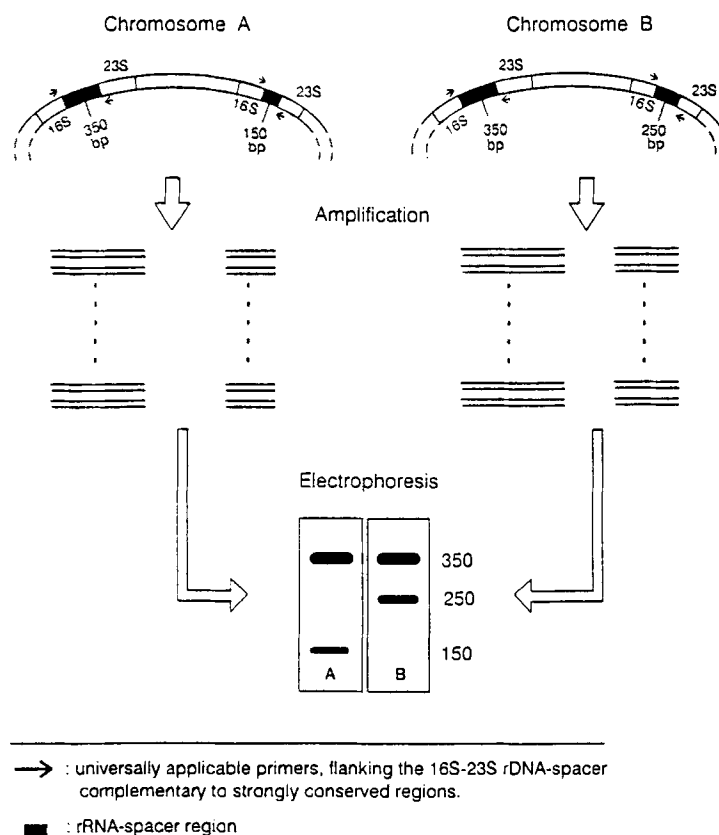 Chromosome A
Chromosome B
23S
16S
350
bp
16S
23S
150
bp
23S
16S
350
bp
16S
23S
250
bp
Amplification
Electrophoresis
350
250
150
A
B
: universally applicable primers, flanking the 16S-23S rDNA-spacer
complementary to strongly conserved regions.
: rRNA-spacer region